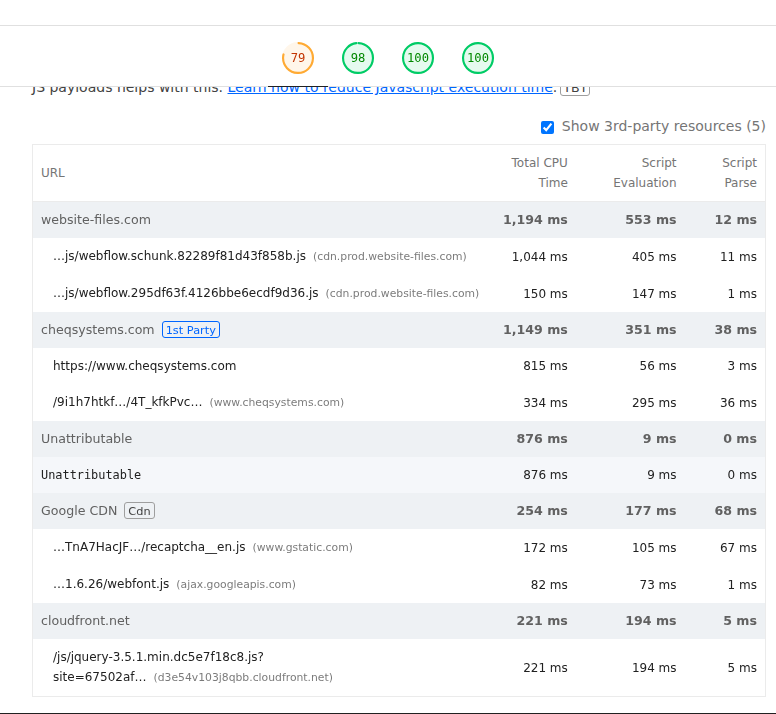 79 98 100 100
JS payloads helps with this. Learn how to reduce Javascript execution time. TBT
Show 3rd-party resources (5)
URL Total CPU Time Script Evaluation Script Parse
website-files.com 1,194 ms 553 ms 12 ms
…js/webflow.schunk.82289f81d43f858b.js (cdn.prod.website-files.com) 1,044 ms 405 ms 11 ms
…js/webflow.295df63f.4126bbe6ecdf9d36.js (cdn.prod.website-files.com) 150 ms 147 ms 1 ms
cheqsystems.com 1st Party 1,149 ms 351 ms 38 ms
https://www.cheqsystems.com 815 ms 56 ms 3 ms
/9i1h7htkf…/4T_kfkPvc… (www.cheqsystems.com) 334 ms 295 ms 36 ms
Unattributable 876 ms 9 ms 0 ms
Unattributable 876 ms 9 ms 0 ms
Google CDN Cdn 254 ms 177 ms 68 ms
…TnA7HacJF…/recaptcha__en.js (www.gstatic.com) 172 ms 105 ms 67 ms
…1.6.26/webfont.js (ajax.googleapis.com) 82 ms 73 ms 1 ms
cloudfront.net 221 ms 194 ms 5 ms
/js/jquery-3.5.1.min.dc5e7f18c8.js?
site=67502af… (d3e54v103j8qbb.cloudfront.net) 221 ms 194 ms 5 ms